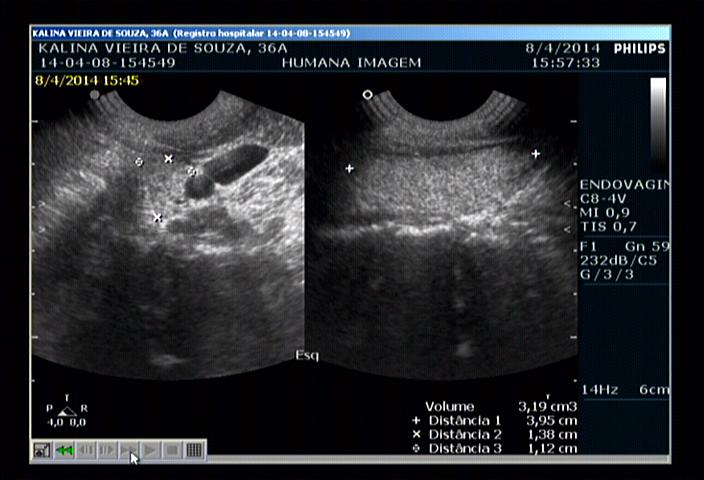 KALINA VIEIRA DE SOUZA, 36A (Registro hospitalar 14-04-08-154549)
KALINA VIEIRA DE SOUZA, 36A 8/4/2014 PHILIPS
14-04-08-154549 HUMANA IMAGEM 15:57:33
8/4/2014 15:45
ENDOVAGIN
C8-4V
MI 0,9
TIS 0,7
F1 Gn 59
232dB/C5
G/3/3
Esq
14Hz 6cm
T
P R
4,0 8,0
Volume 3,19 cm3
+ Distância 1 3,95 cm
× Distância 2 1,38 cm
Distância 3 1,12 cm